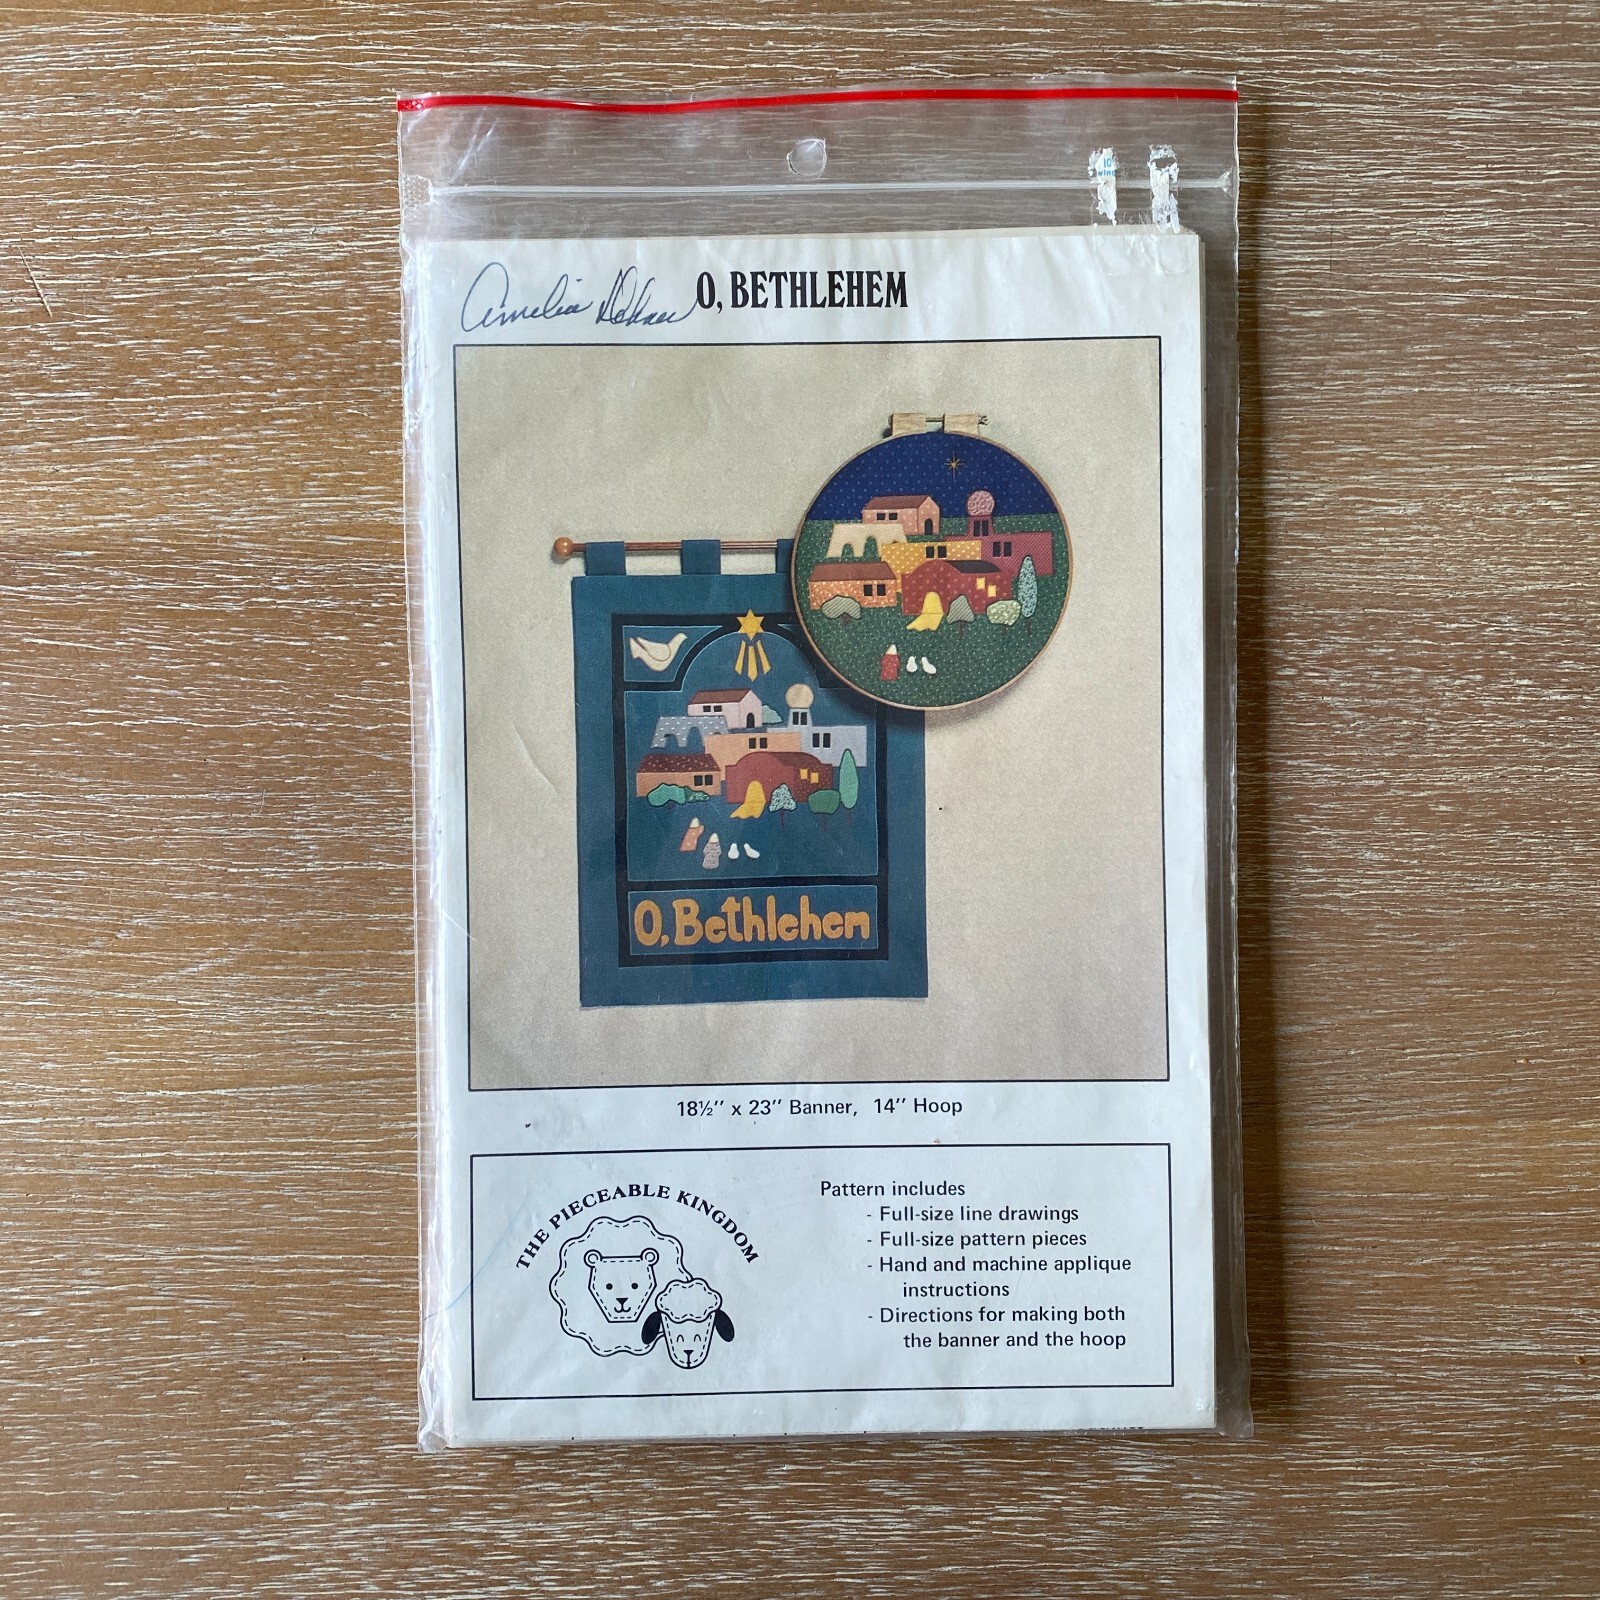 Amelia
O, BETHLEHEM
O, Bethlehem
18½" x 23" Banner, 14" Hoop
THE PIECEABLE KINGDOM
Pattern includes
- Full-size line drawings
- Full-size pattern pieces
- Hand and machine applique
instructions
- Directions for making both
the banner and the hoop